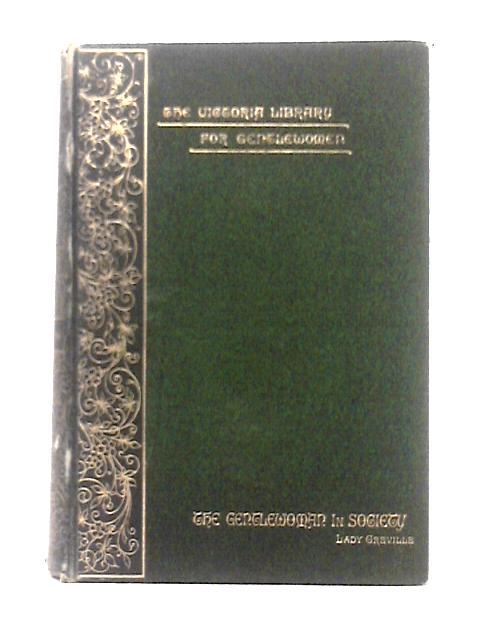 THE VICTORIA LIBRARY
FOR GENTLEWOMEN
THE GENTLEWOMAN IN SOCIETY
LADY GREVILLE